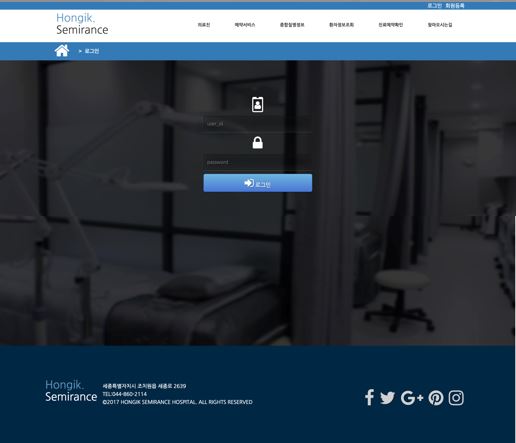 로그인 회원등록
Hongik.
Semirance
의료진 예약서비스 종합질병정보 환자정보조회 진료예약확인 찾아오시는길
> 로그인
user_id
password
로그인
Hongik.
Semirance
세종특별자치시 조치원읍 세종로 2639
TEL:044-860-2114
©2017 HONGIK SEMIRANCE HOSPITAL. ALL RIGHTS RESERVED